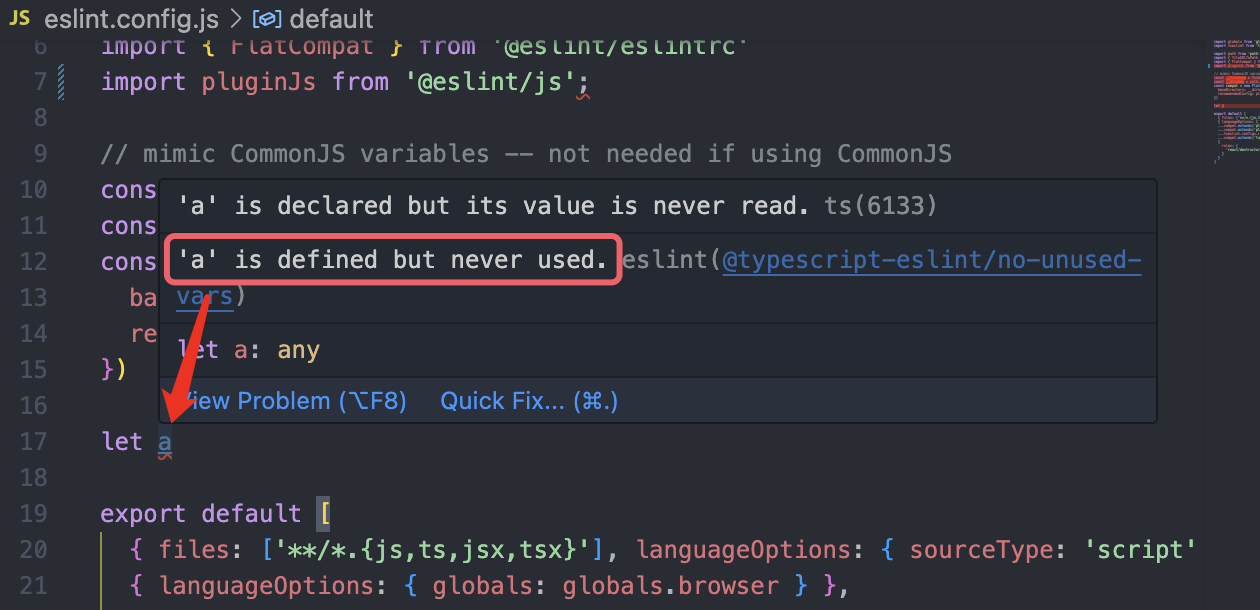 JS eslint.config.js > default
6 import { FlatCompat } from '@eslint/eslintrc'
7 import pluginJs from '@eslint/js';
8
9 // mimic CommonJS variables -- not needed if using CommonJS
10 cons
'a' is declared but its value is never read. ts(6133)
11 cons
12 cons
'a' is defined but never used. eslint(@typescript-eslint/no-unused-
13 ba
vars)
14 re
let a: any
15 })
16
View Problem (⌥F8) Quick Fix... (⌘.)
17 let a
18
19 export default [
20 { files: ['**/*.{js,ts,jsx,tsx}'], languageOptions: { sourceType: 'script'
21 { languageOptions: { globals: globals.browser } },